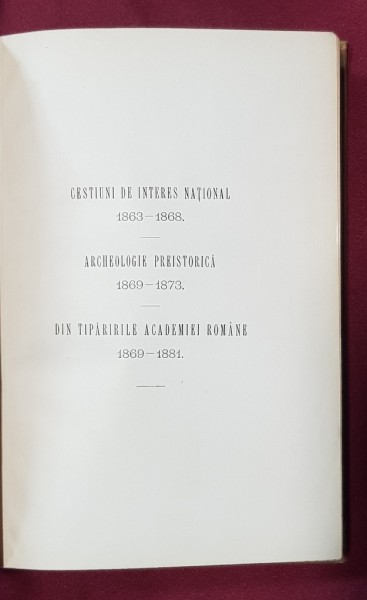 CESTIUNI DE INTERES NAȚIONAL
1863—1868.
ARCHEOLOGIE PREISTORICĂ
1869—1873.
DIN TIPĂRIRILE ACADEMIEI ROMÂNE
1869—1881.